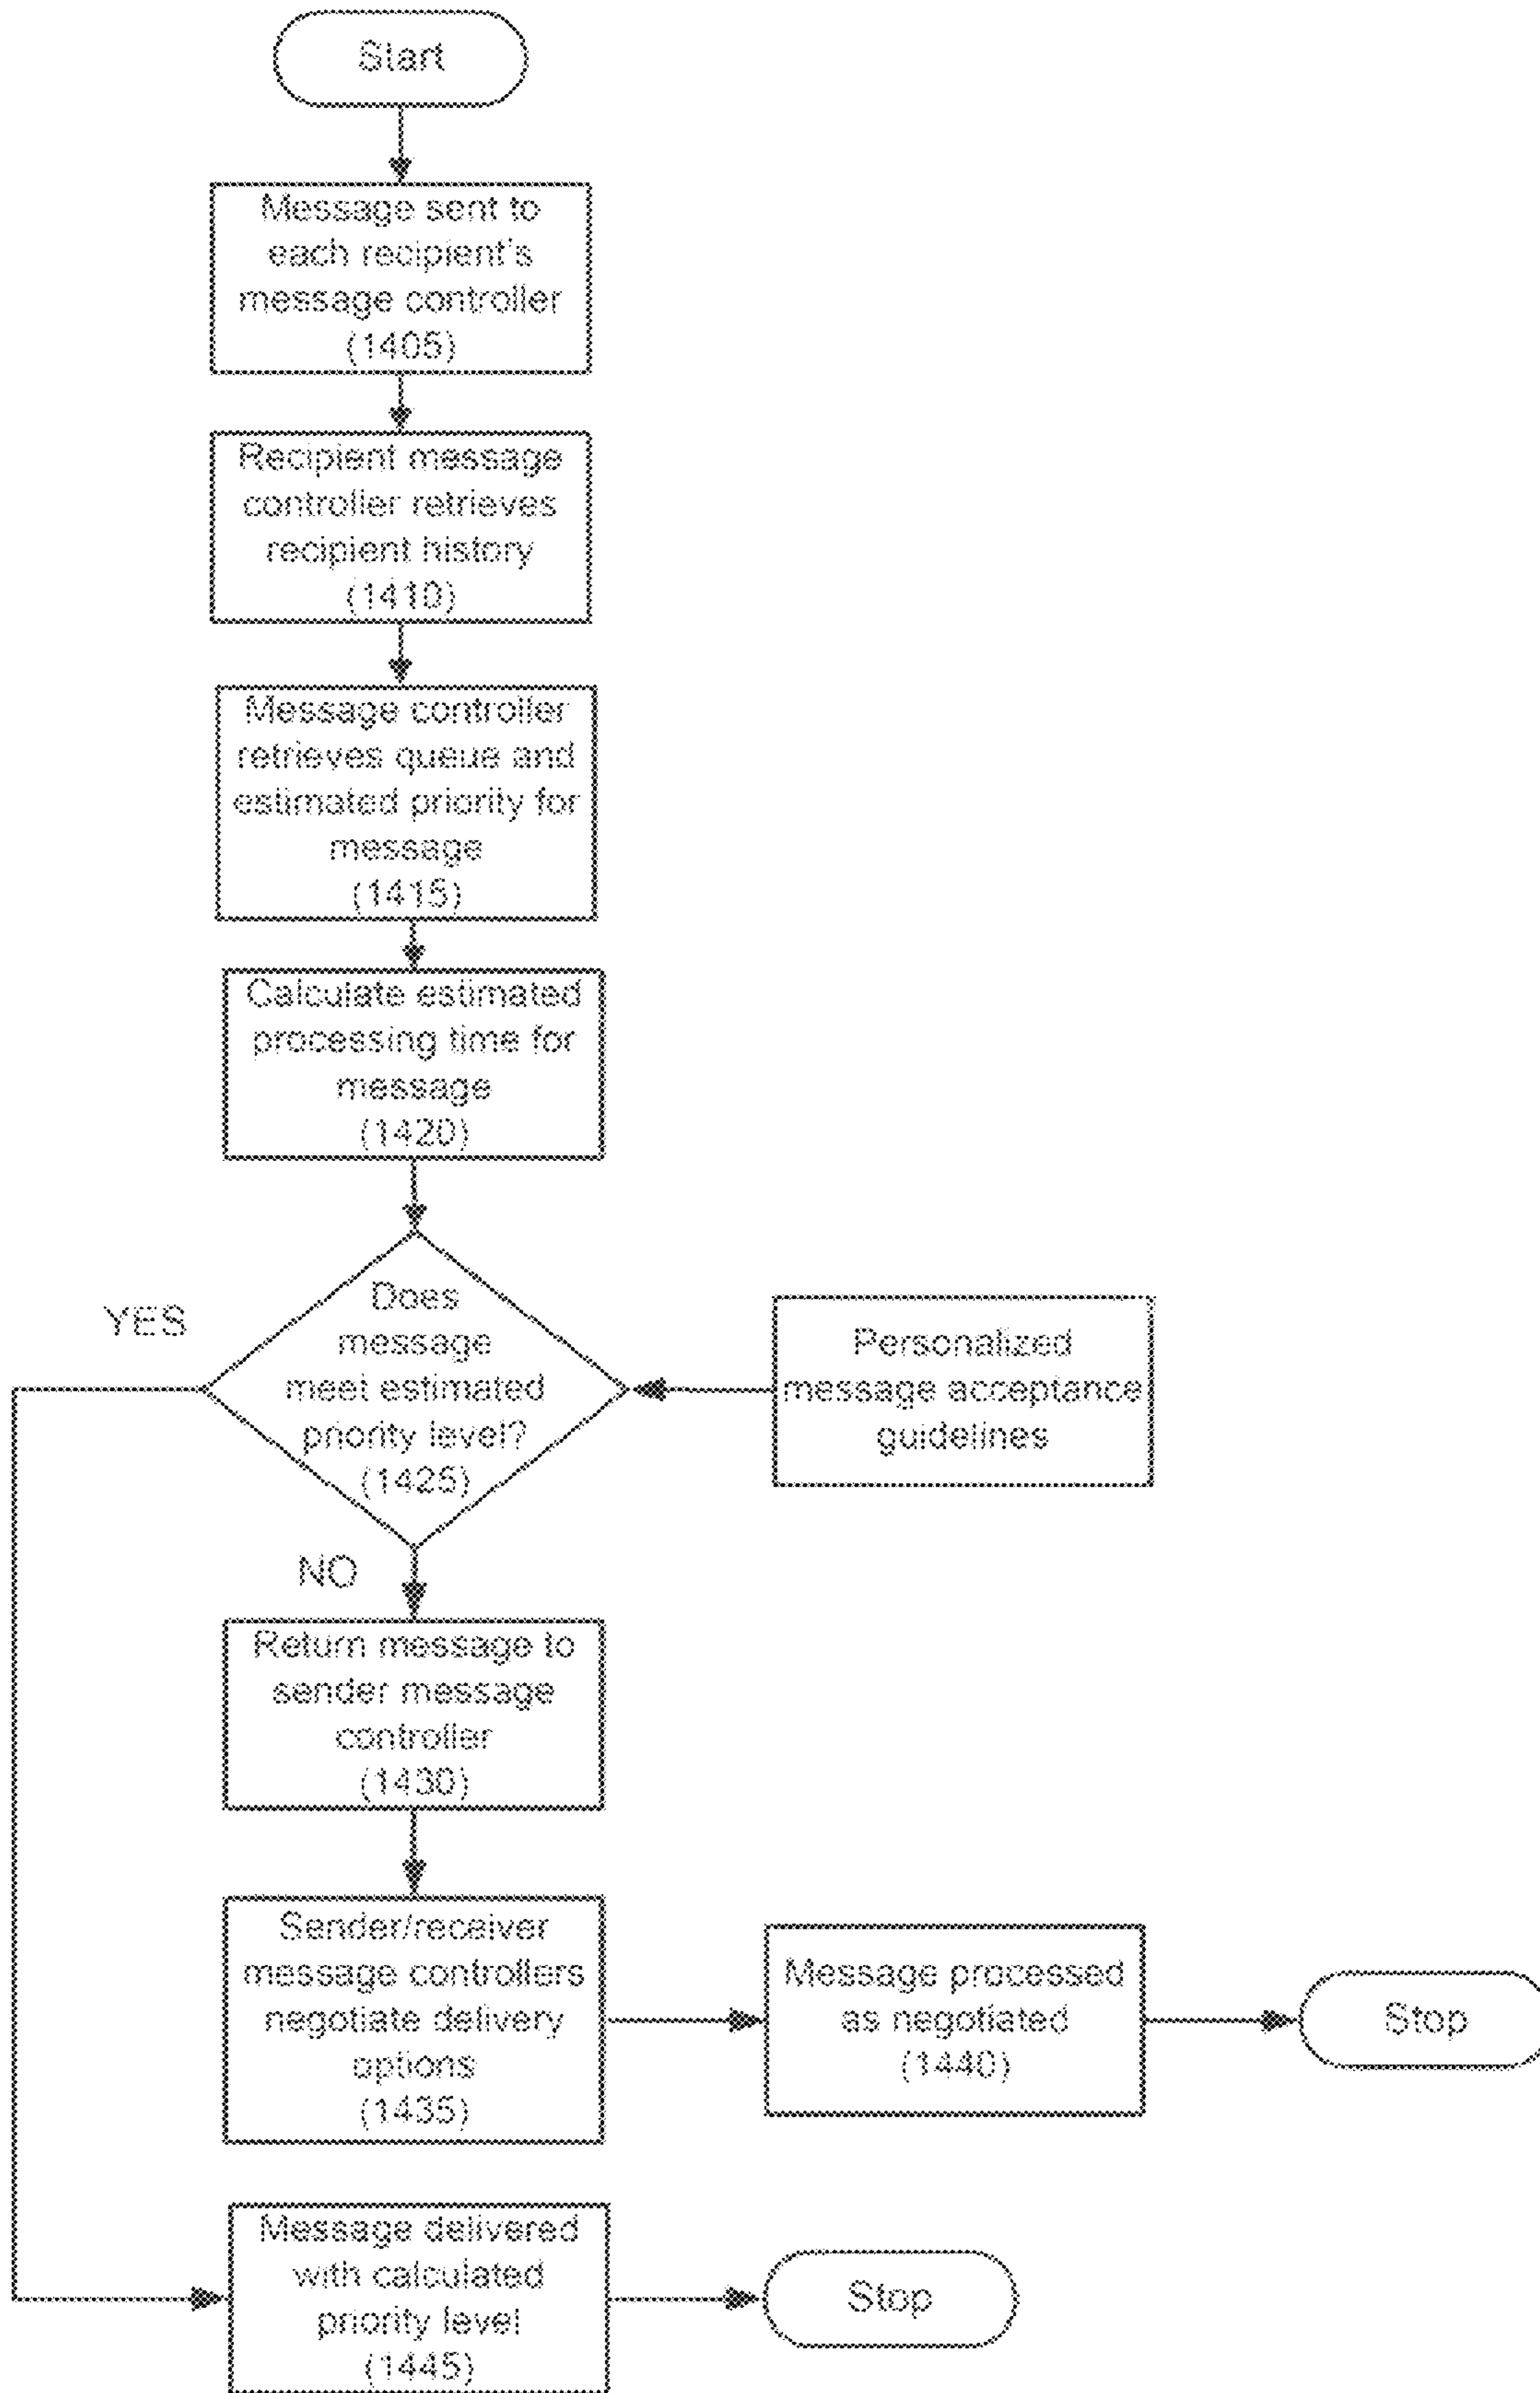 Start
Message sent to
each recipient's
message controller
(1405)
Recipient message
controller retrieves
recipient history
(1410)
Message controller
retrieves queue and
estimated priority for
message
(1415)
Calculate estimated
processing time for
message
(1420)
YES
Does
message
meet estimated
priority level?
(1425)
Personalized
message acceptance
guidelines
NO
Return message to
sender message
controller
(1430)
Sender/receiver
message controllers
negotiate delivery
options
(1435)
Message processed
as negotiated
(1440)
Stop
Message delivered
with calculated
priority level
(1445)
Stop